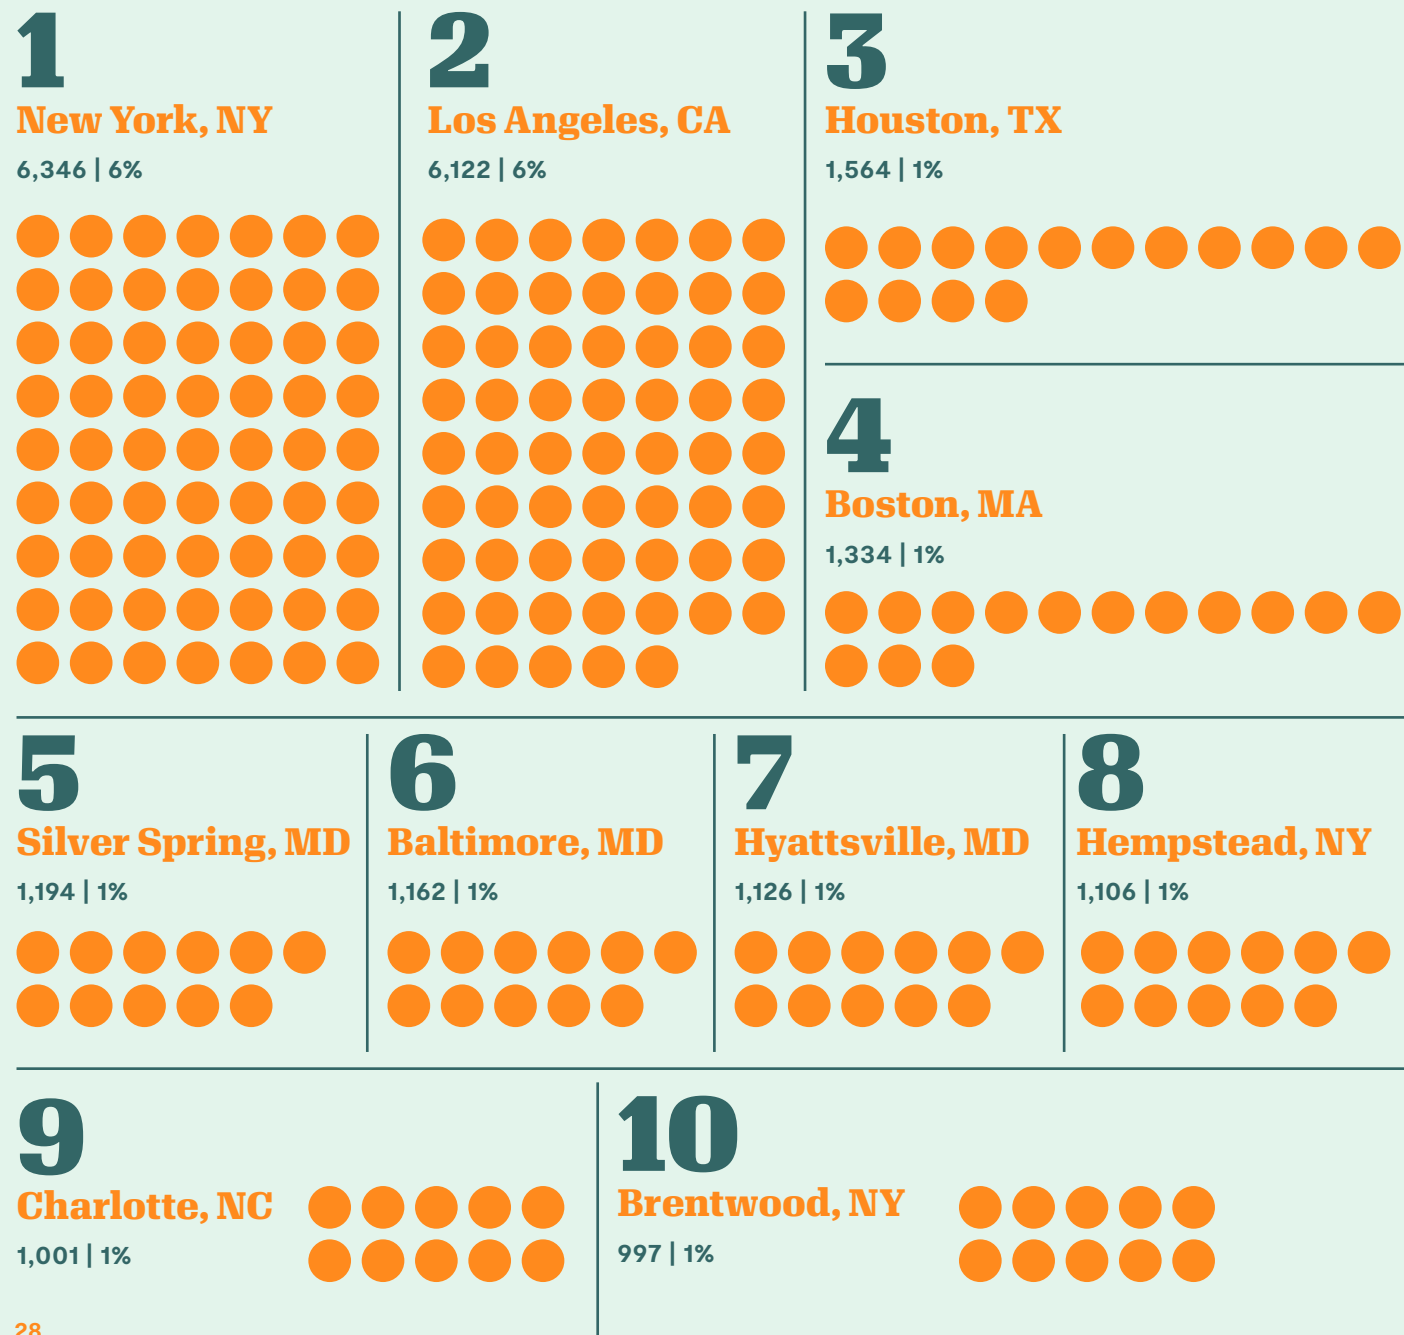 1
New York, NY
6,346 | 6%
2
Los Angeles, CA
6,122 | 6%
3
Houston, TX
1,564 | 1%
4
Boston, MA
1,334 | 1%
5
Silver Spring, MD
1,194 | 1%
6
Baltimore, MD
1,162 | 1%
7
Hyattsville, MD
1,126 | 1%
8
Hempstead, NY
1,106 | 1%
9
Charlotte, NC
1,001 | 1%
10
Brentwood, NY
997 | 1%
28